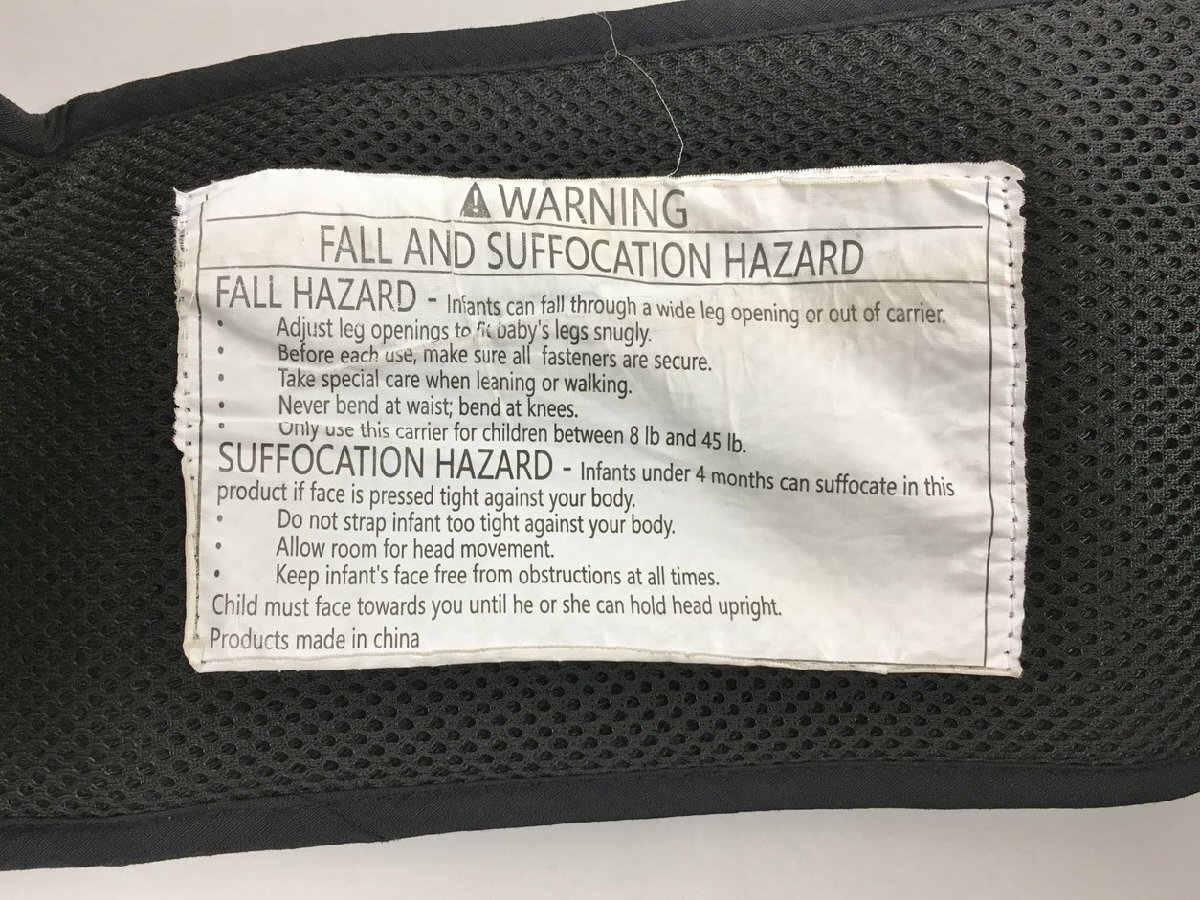 ⚠ WARNING
FALL AND SUFFOCATION HAZARD
FALL HAZARD - Infants can fall through a wide leg opening or out of carrier.
• Adjust leg openings to fit baby's legs snugly.
• Before each use, make sure all fasteners are secure.
• Take special care when leaning or walking.
• Never bend at waist; bend at knees.
• Only use this carrier for children between 8 lb and 45 lb.
SUFFOCATION HAZARD - Infants under 4 months can suffocate in this
product if face is pressed tight against your body.
• Do not strap infant too tight against your body.
• Allow room for head movement.
• Keep infant's face free from obstructions at all times.
Child must face towards you until he or she can hold head upright.
Products made in china